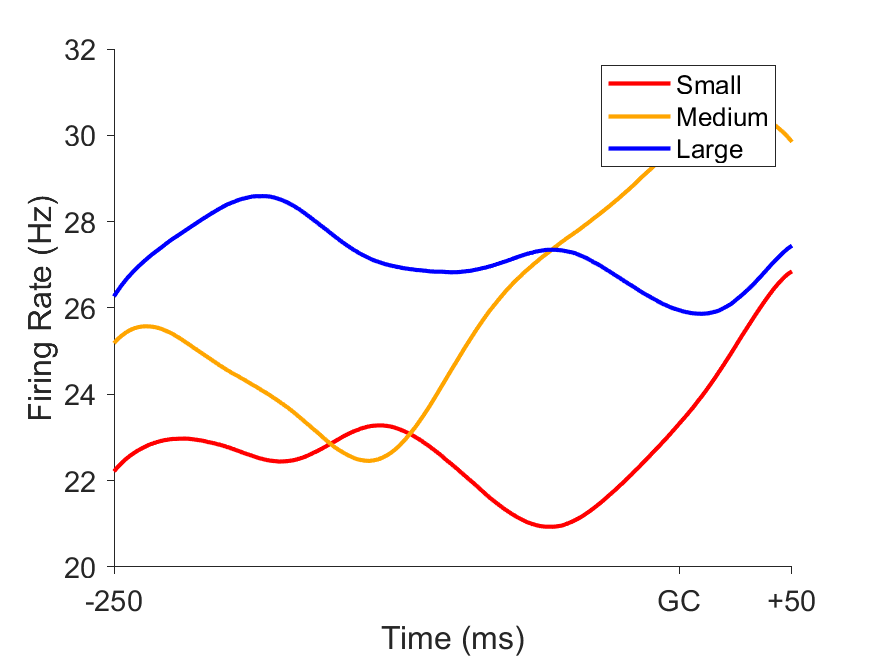 32
30
28
26
24
22
20
Firing Rate (Hz)
Small
Medium
Large
-250
GC
+50
Time (ms)